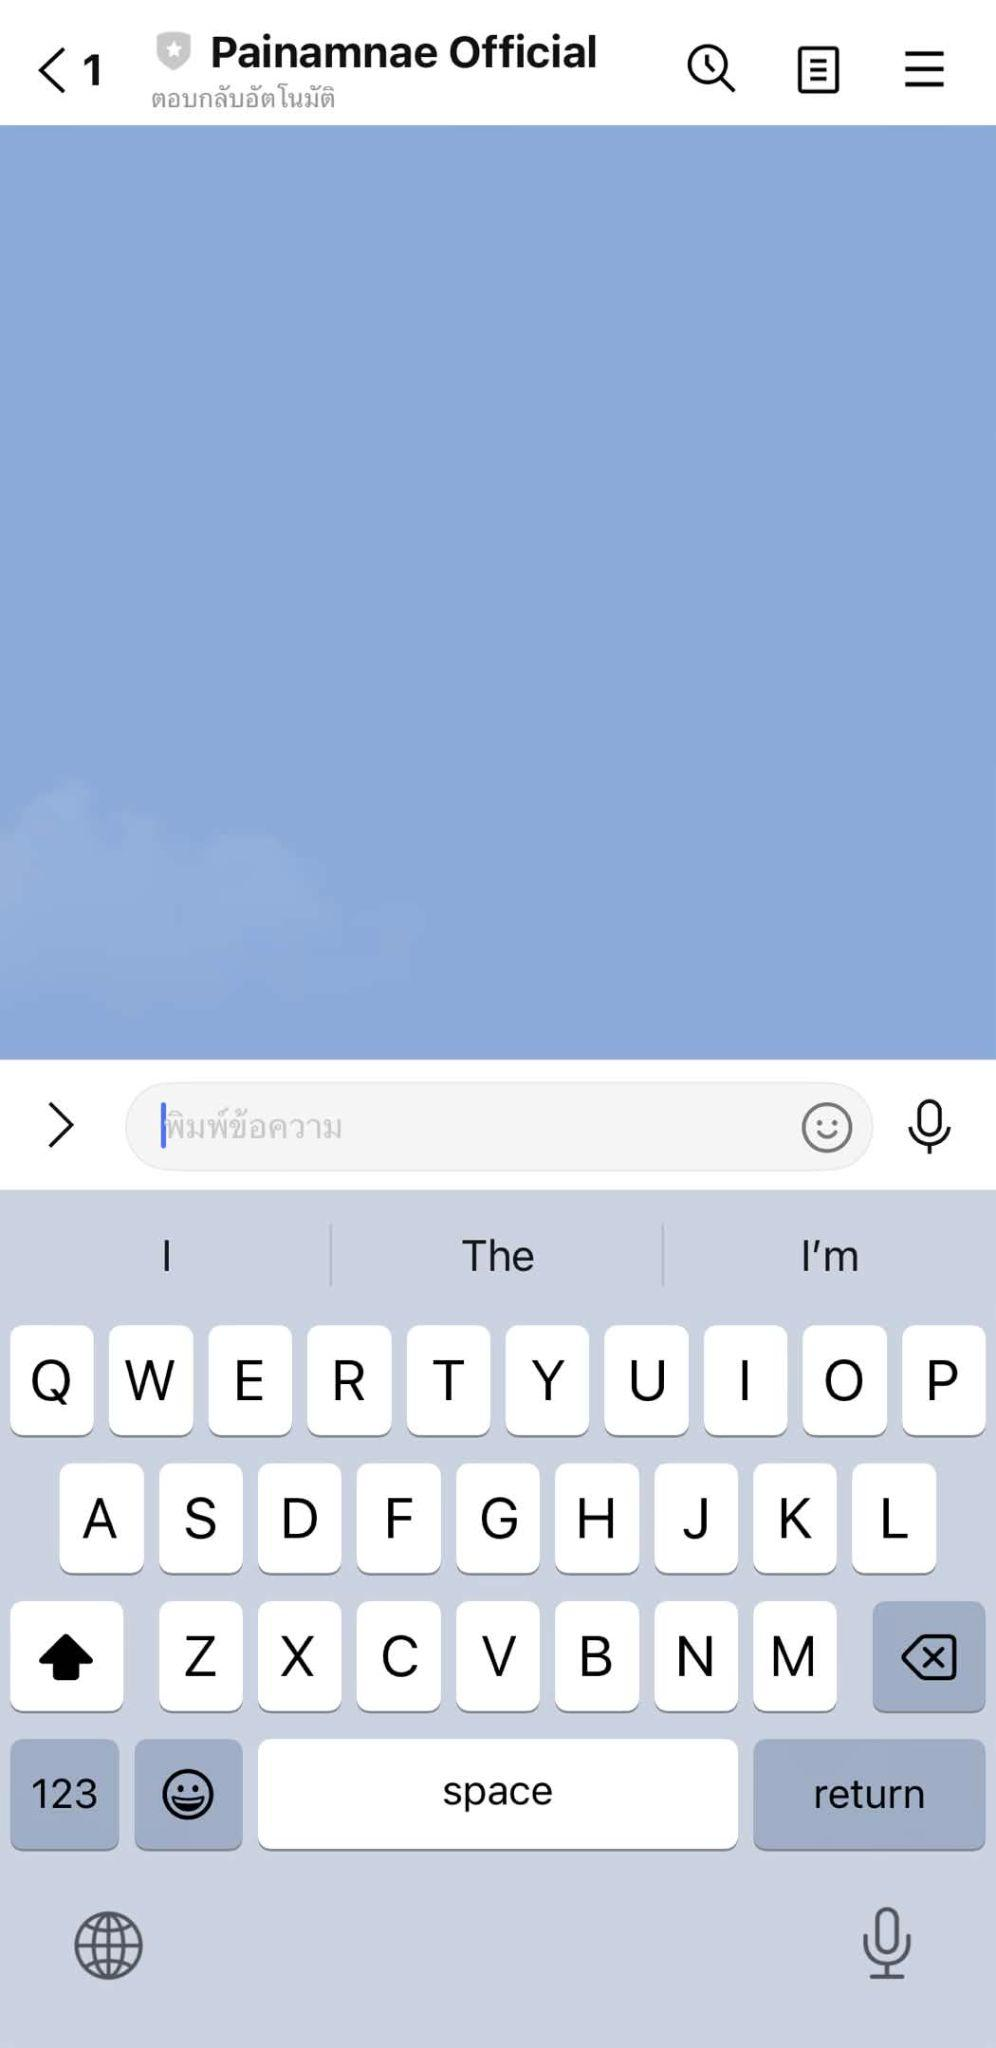 1
Painamnae Official
ตอบกลับอัตโนมัติ
พิมพ์ข้อความ
I The I'm
Q W E R T Y U I O P
A S D F G H J K L
Z X C V B N M
123 space return